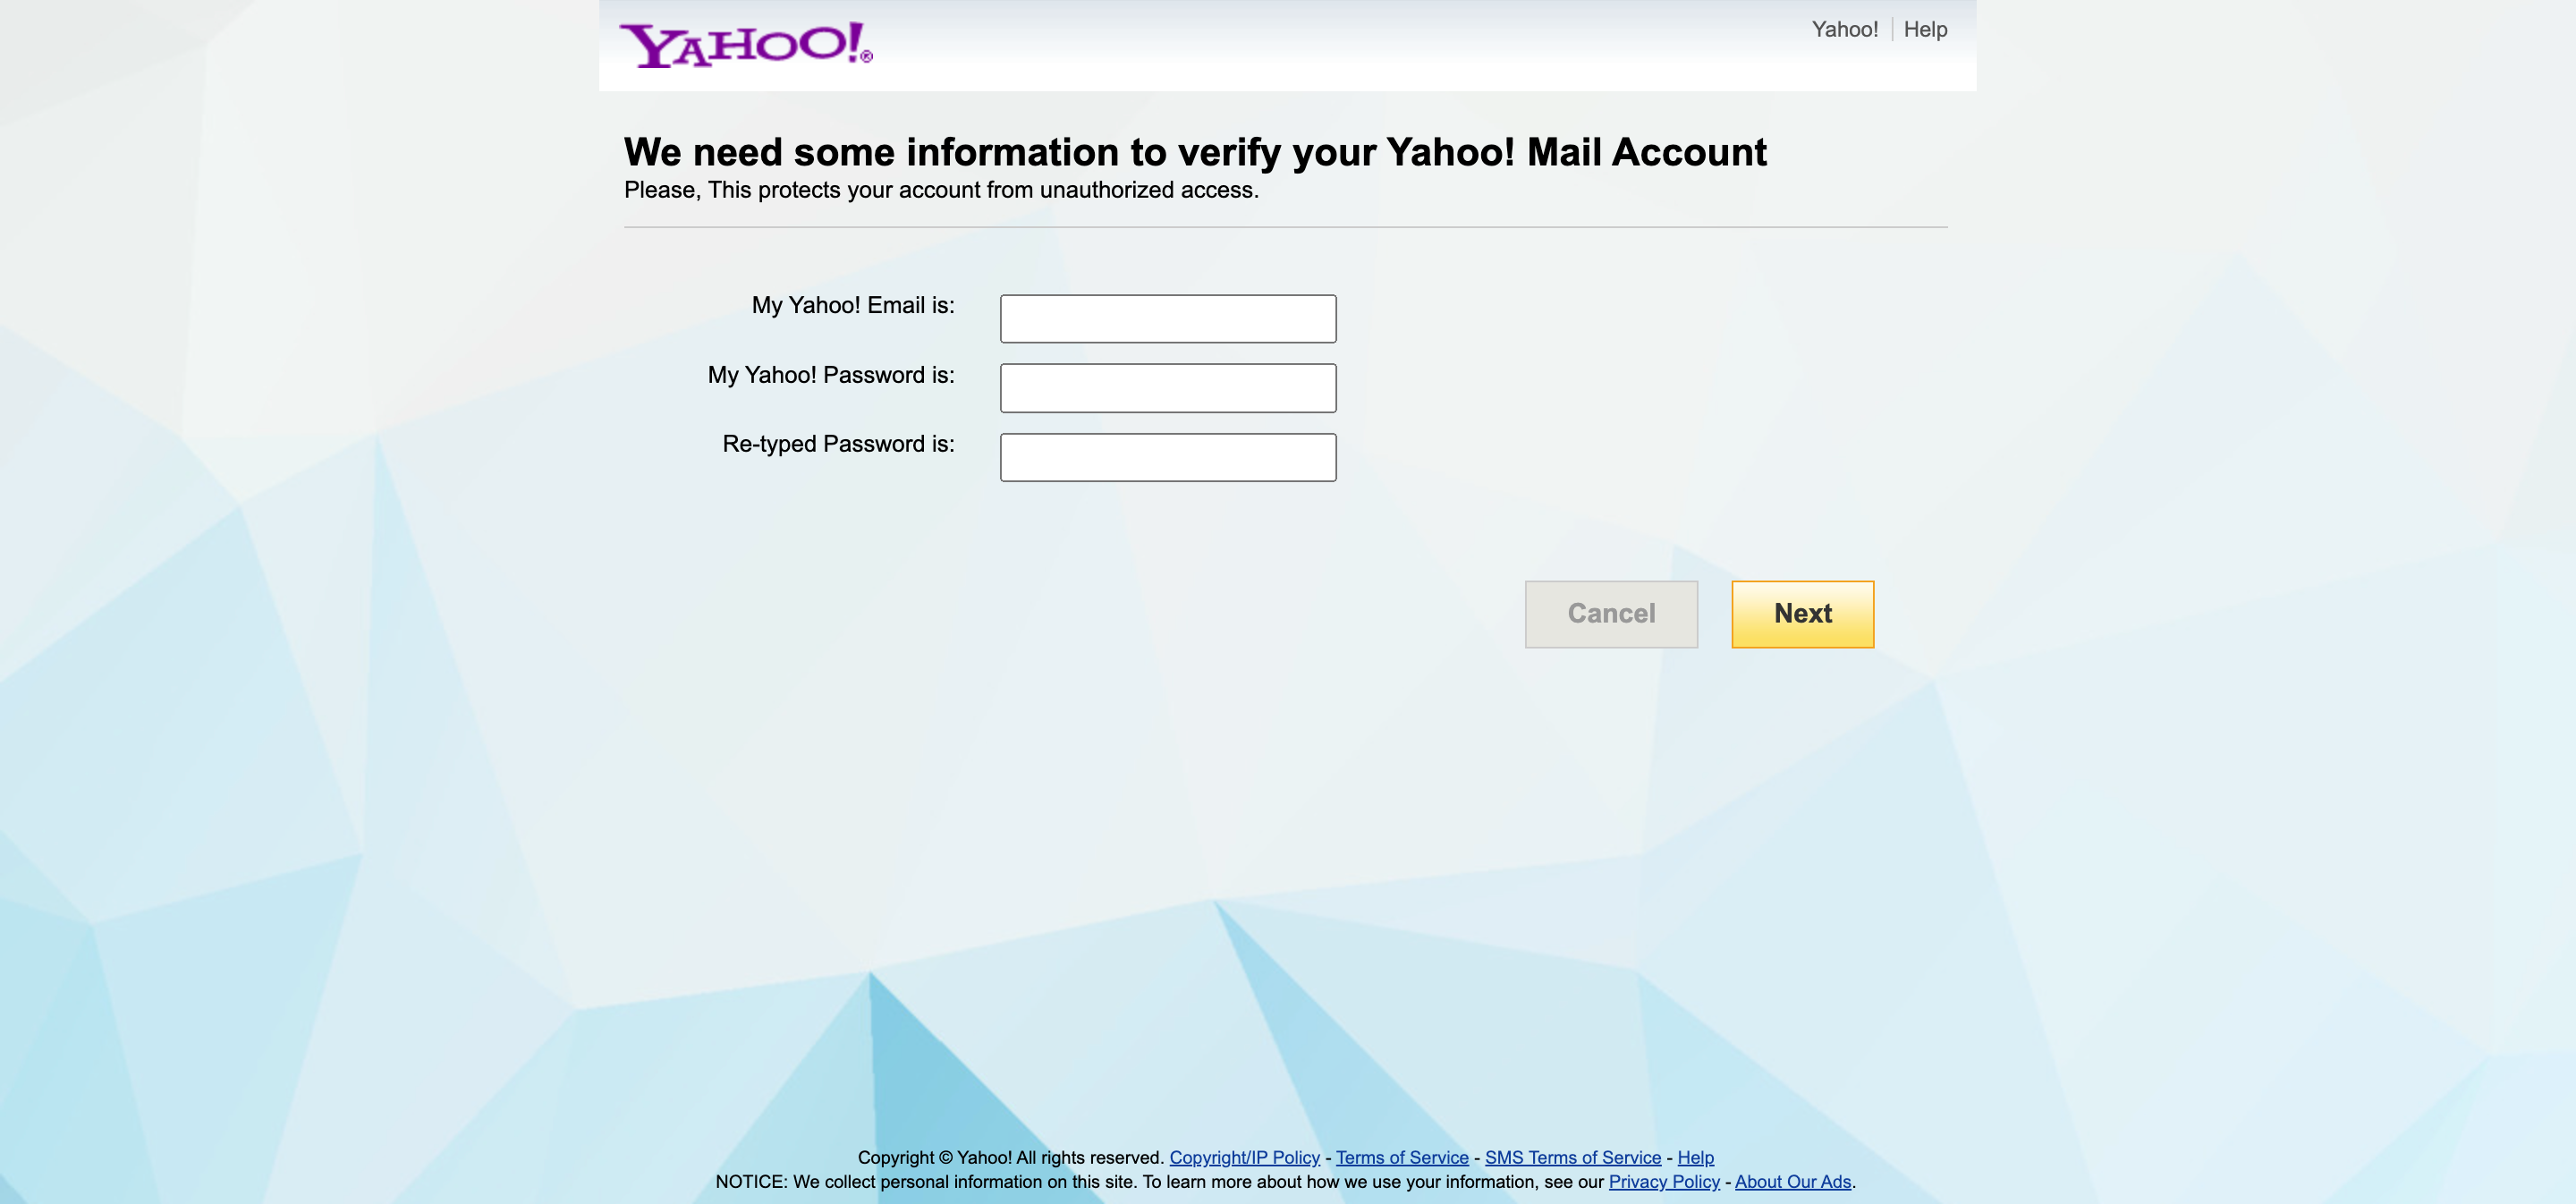 YAHOO!®
Yahoo! Help
We need some information to verify your Yahoo! Mail Account
Please, This protects your account from unauthorized access.
My Yahoo! Email is:
My Yahoo! Password is:
Re-typed Password is:
Cancel Next
Copyright © Yahoo! All rights reserved. Copyright/IP Policy - Terms of Service - SMS Terms of Service - Help
NOTICE: We collect personal information on this site. To learn more about how we use your information, see our Privacy Policy - About Our Ads.